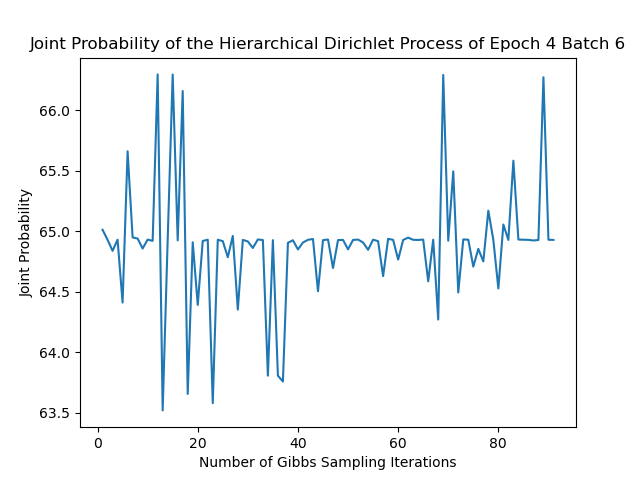 Joint Probability of the Hierarchical Dirichlet Process of Epoch 4 Batch 6
66.0
65.5
65.0
64.5
64.0
63.5
Joint Probability
0 20 40 60 80
Number of Gibbs Sampling Iterations